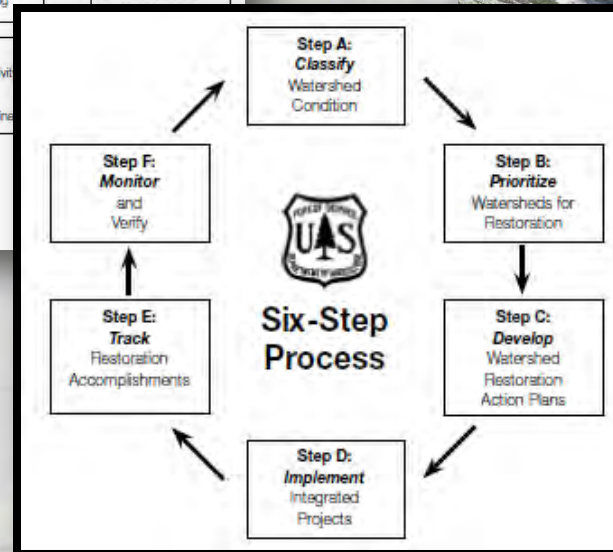 Step A:
Classify
Watershed
Condition
Step F:
Monitor
and
Verify
Step B:
Prioritize
Watersheds for
Restoration
FOREST SERVICE
US
DEPARTMENT OF AGRICULTURE
Six-Step
Process
Step E:
Track
Restoration
Accomplishments
Step C:
Develop
Watershed
Restoration
Action Plans
Step D:
Implement
Integrated
Projects